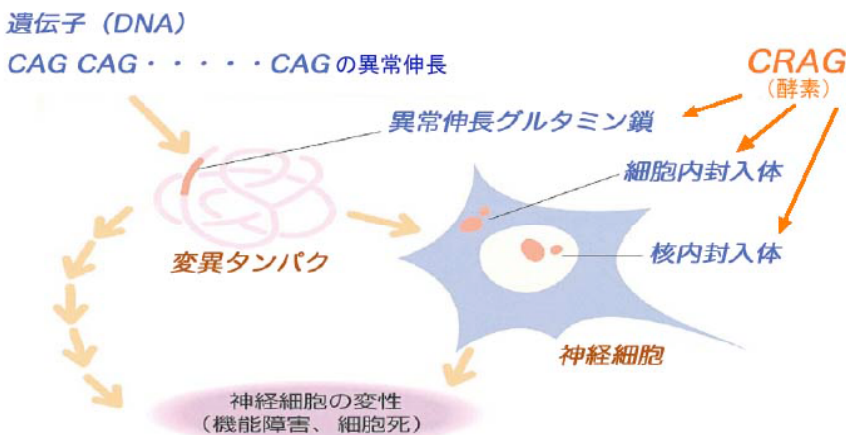 遺伝子（DNA）
CAG CAG・・・・・CAGの異常伸長
CRAG
（酵素）
異常伸長グルタミン鎖
細胞内封入体
核内封入体
変異タンパク
神経細胞
神経細胞の変性
（機能障害、細胞死）